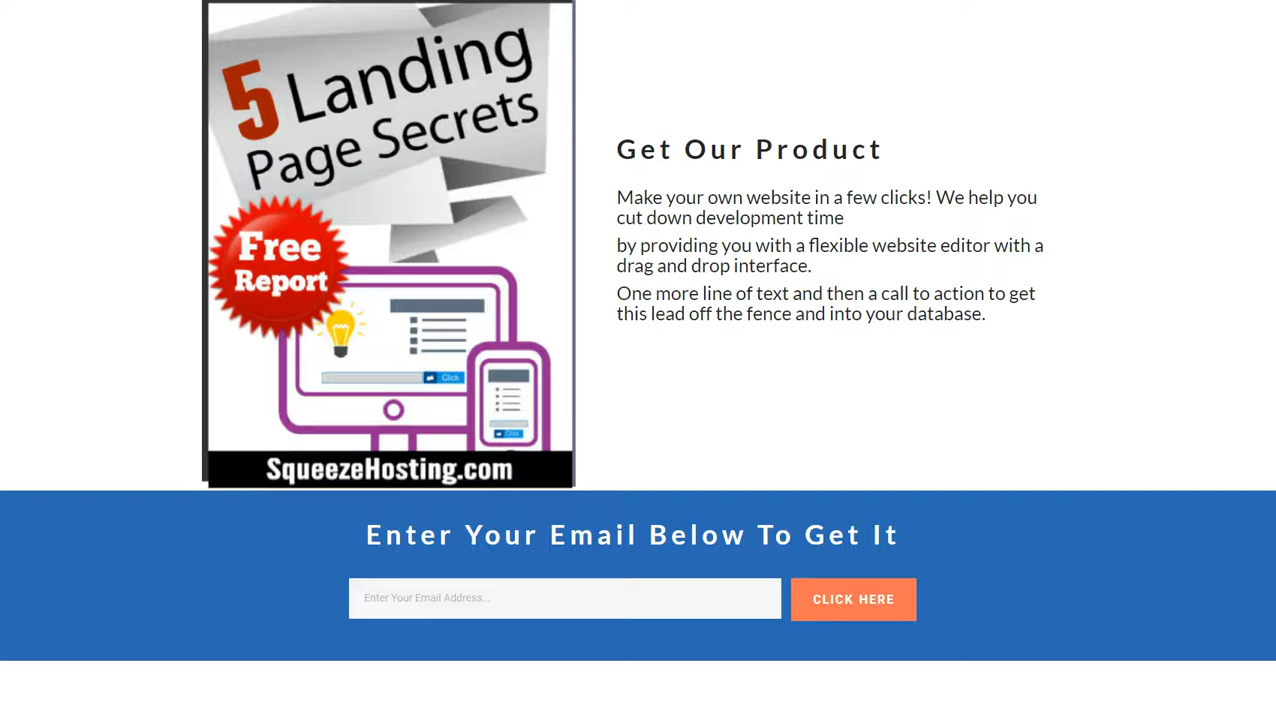 5 Landing
Page Secrets
Free
Report
Click
Click
SqueezeHosting.com
Get Our Product
Make your own website in a few clicks! We help you
cut down development time
by providing you with a flexible website editor with a
drag and drop interface.
One more line of text and then a call to action to get
this lead off the fence and into your database.
Enter Your Email Below To Get It
Enter Your Email Address...
CLICK HERE